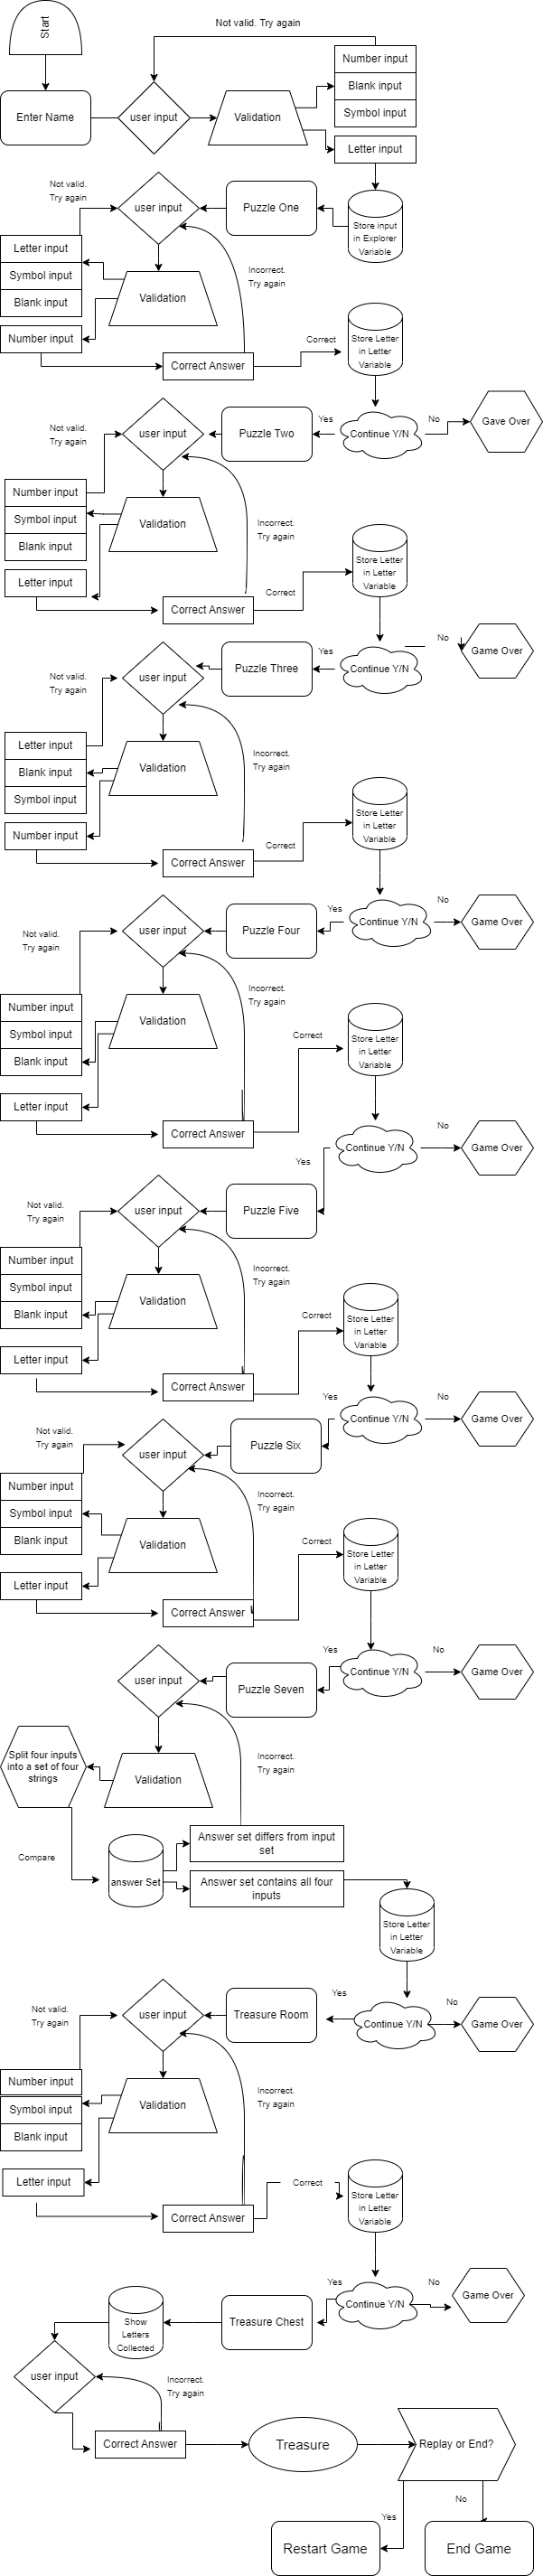 Start
Not valid. Try again
Number input
Blank input
Symbol input
Enter Name
user input
Validation
Letter input
Not valid.
Try again
user input
Puzzle One
Store input
in Explorer
Variable
Letter input
Symbol input
Blank input
Incorrect.
Try again
Validation
Number input
Correct
Store Letter
in Letter
Variable
Correct Answer
Not valid.
Try again
user input
Puzzle Two
Yes
Continue Y/N
No
Gave Over
Number input
Symbol input
Blank input
Validation
Incorrect.
Try again
Letter input
Store Letter
in Letter
Variable
Correct
Correct Answer
Not valid.
Try again
user input
Puzzle Three
Yes
Continue Y/N
No
Game Over
Letter input
Blank input
Symbol input
Validation
Incorrect.
Try again
Number input
Store Letter
in Letter
Variable
Correct
Correct Answer
Not valid.
Try again
user input
Puzzle Four
Yes
Continue Y/N
No
Game Over
Number input
Symbol input
Blank input
Validation
Incorrect.
Try again
Letter input
Correct
Store Letter
in Letter
Variable
Correct Answer
Continue Y/N
No
Game Over
Yes
Not valid.
Try again
user input
Puzzle Five
Number input
Symbol input
Blank input
Validation
Incorrect.
Try again
Letter input
Correct
Store Letter
in Letter
Variable
Correct Answer
Yes
Continue Y/N
No
Game Over
Not valid.
Try again
user input
Puzzle Six
Number input
Symbol input
Blank input
Validation
Incorrect.
Try again
Letter input
Correct
Store Letter
in Letter
Variable
Correct Answer
Yes
Continue Y/N
No
Game Over
user input
Puzzle Seven
Split four inputs
into a set of four
strings
Validation
Incorrect.
Try again
Compare
answer Set
Answer set differs from input
set
Answer set contains all four
inputs
Store Letter
in Letter
Variable
Not valid.
Try again
user input
Treasure Room
Yes
Continue Y/N
No
Game Over
Number input
Symbol input
Blank input
Validation
Incorrect.
Try again
Letter input
Correct
Store Letter
in Letter
Variable
Correct Answer
Yes
Continue Y/N
No
Game Over
Treasure Chest
Show
Letters
Collected
user input
Incorrect.
Try again
Correct Answer
Treasure
Replay or End?
Yes
No
Restart Game
End Game